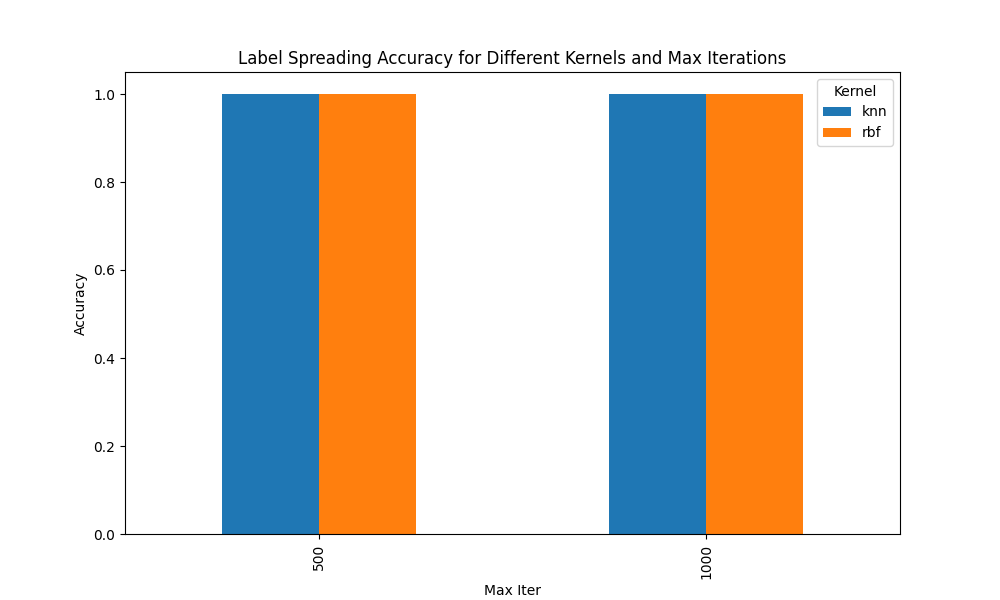 Label Spreading Accuracy for Different Kernels and Max Iterations
Kernel
knn
rbf
Accuracy
1.0
0.8
0.6
0.4
0.2
0.0
500
1000
Max Iter